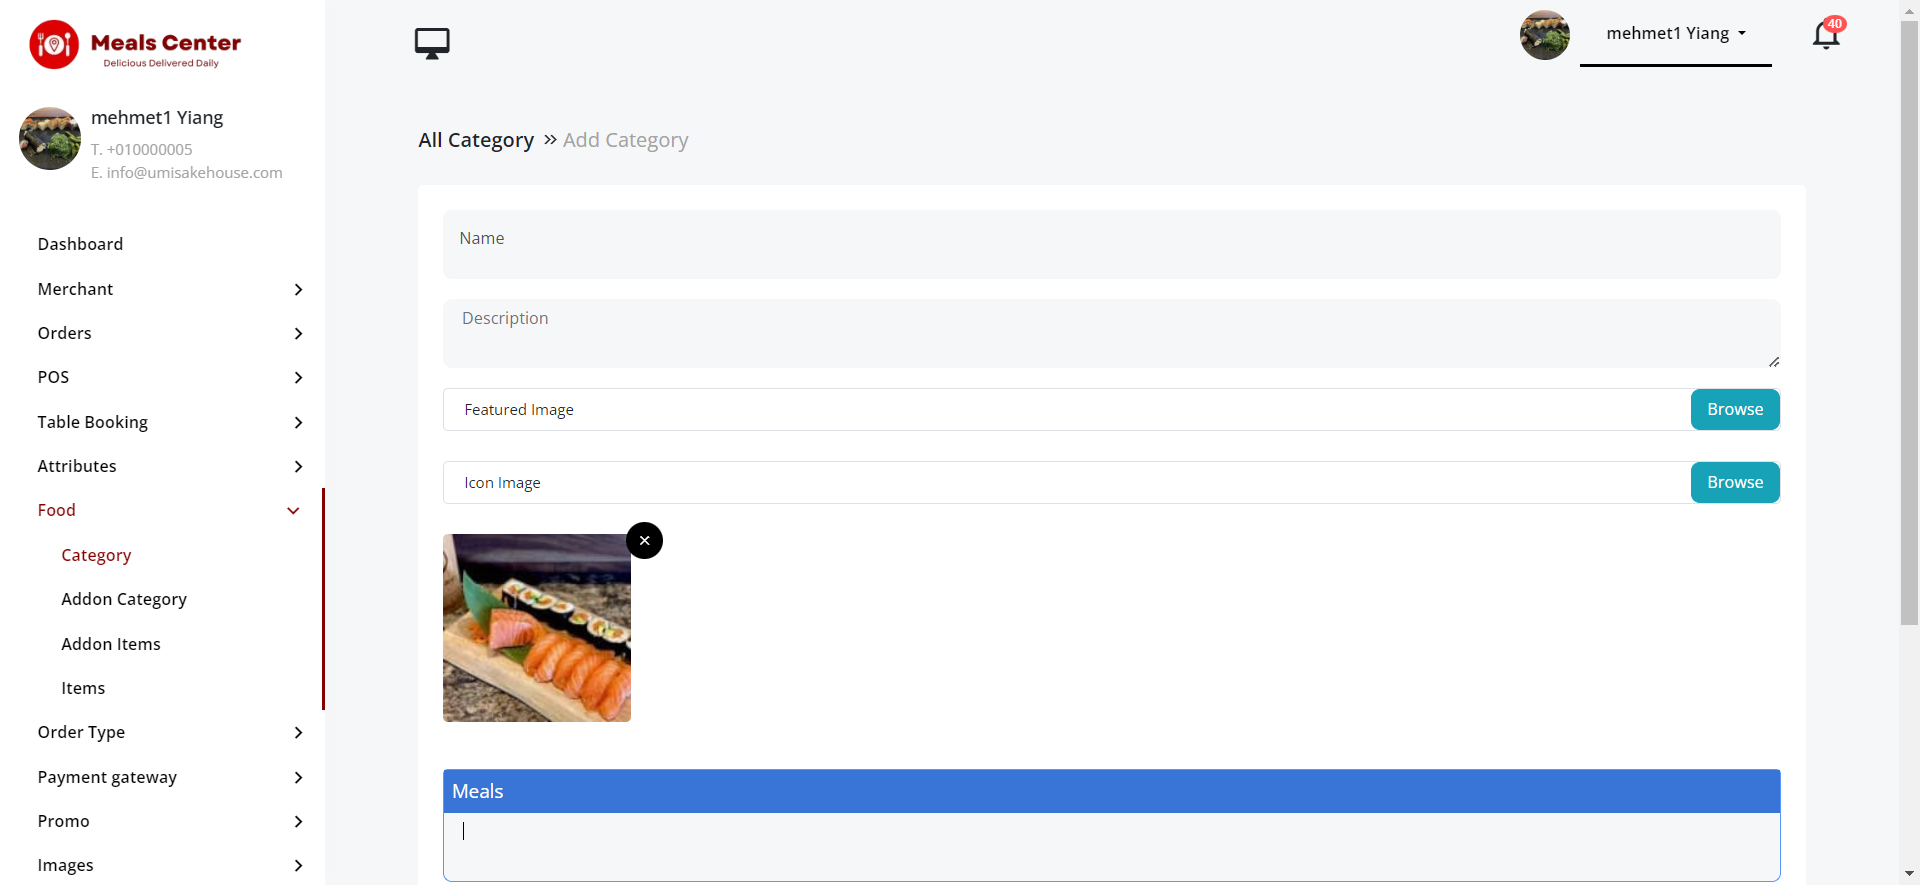 Meals Center
Delicious Delivered Daily
mehmet1 Yiang
T. +010000005
E. info@umisakehouse.com
Dashboard
Merchant
Orders
POS
Table Booking
Attributes
Food
Category
Addon Category
Addon Items
Items
Order Type
Payment gateway
Promo
Images
mehmet1 Yiang
40
All Category » Add Category
Name
Description
Featured Image
Browse
Icon Image
Browse
Meals